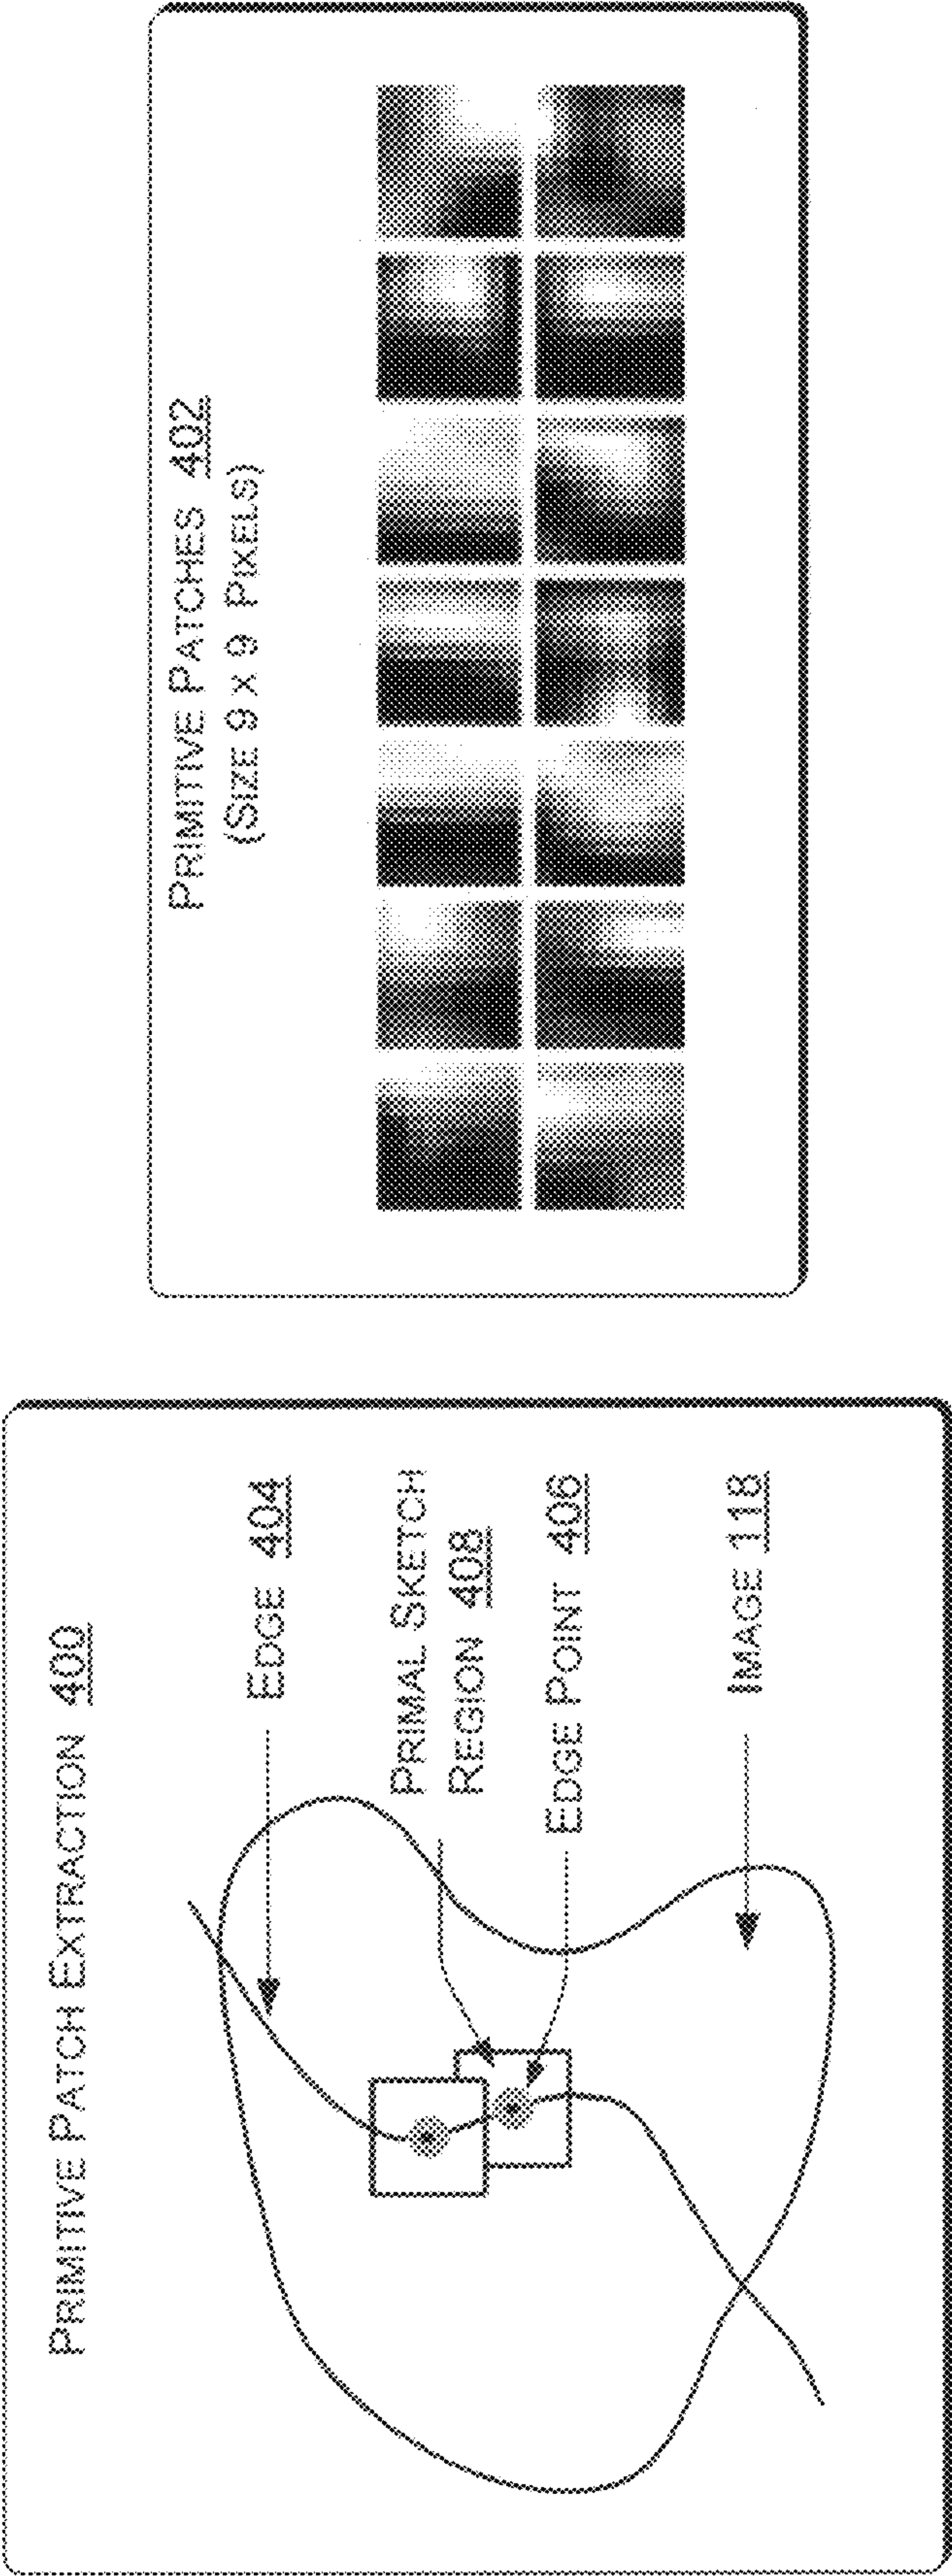 PRIMITIVE PATCH EXTRACTION 400
EDGE 404
PRIMAL SKETCH
REGION 408
EDGE POINT 406
IMAGE 118
PRIMITIVE PATCHES 402
(SIZE 9 X 9 PIXELS)